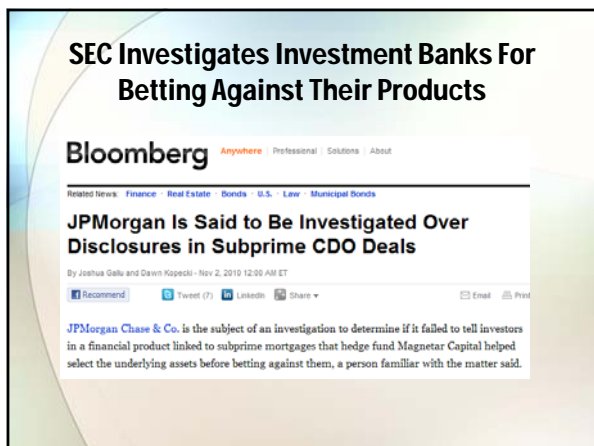 SEC Investigates Investment Banks For
Betting Against Their Products
Bloomberg Anywhere | Professional | Solutions | About
Related News: Finance · Real Estate · Bonds · U.S. · Law · Municipal Bonds
JPMorgan Is Said to Be Investigated Over
Disclosures in Subprime CDO Deals
By Joshua Gallu and Dawn Kopecki - Nov 2, 2010 12:00 AM ET
Recommend Tweet (7) LinkedIn Share Email Print
JPMorgan Chase & Co. is the subject of an investigation to determine if it failed to tell investors
in a financial product linked to subprime mortgages that hedge fund Magnetar Capital helped
select the underlying assets before betting against them, a person familiar with the matter said.